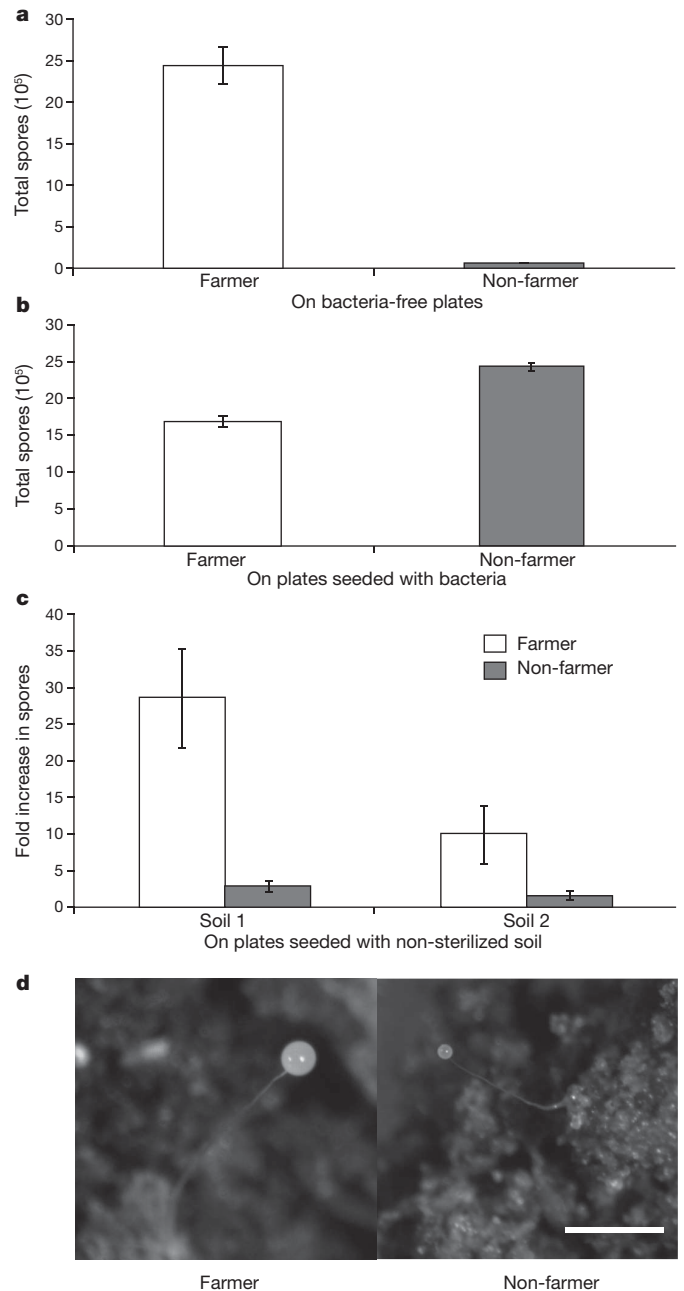 a
30
25
20
15
10
5
0
Total spores (10⁵)
Farmer Non-farmer
On bacteria-free plates
b
30
25
20
15
10
5
0
Total spores (10⁵)
Farmer Non-farmer
On plates seeded with bacteria
c
40
35
30
25
20
15
10
5
0
Fold increase in spores
Farmer
Non-farmer
Soil 1 Soil 2
On plates seeded with non-sterilized soil
d
Farmer Non-farmer